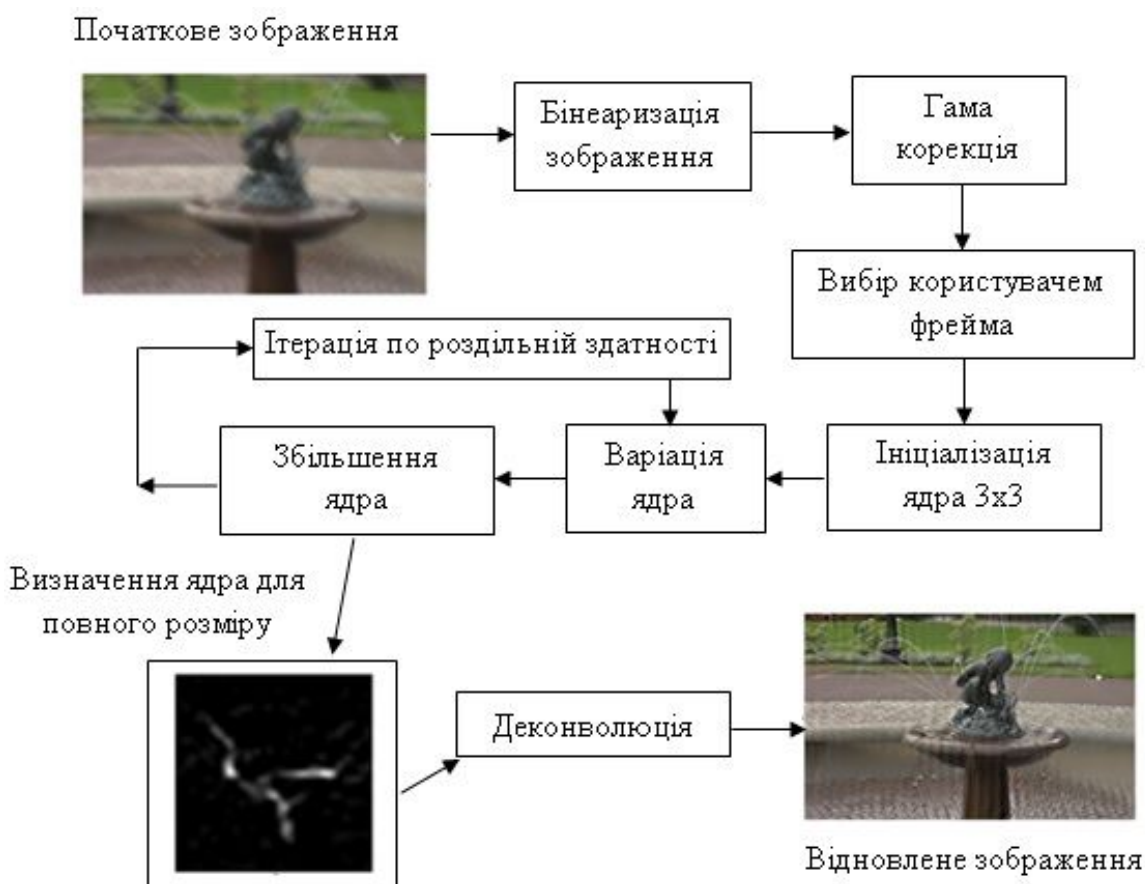 Початкове зображення
Бінеаризація
зображення
Гама
корекція
Вибір користувачем
фрейма
Ітерація по роздільній здатності
Збільшення
ядра
Варіація
ядра
Ініціалізація
ядра 3х3
Визначення ядра для
повного розміру
Деконволюція
Відновлене зображення